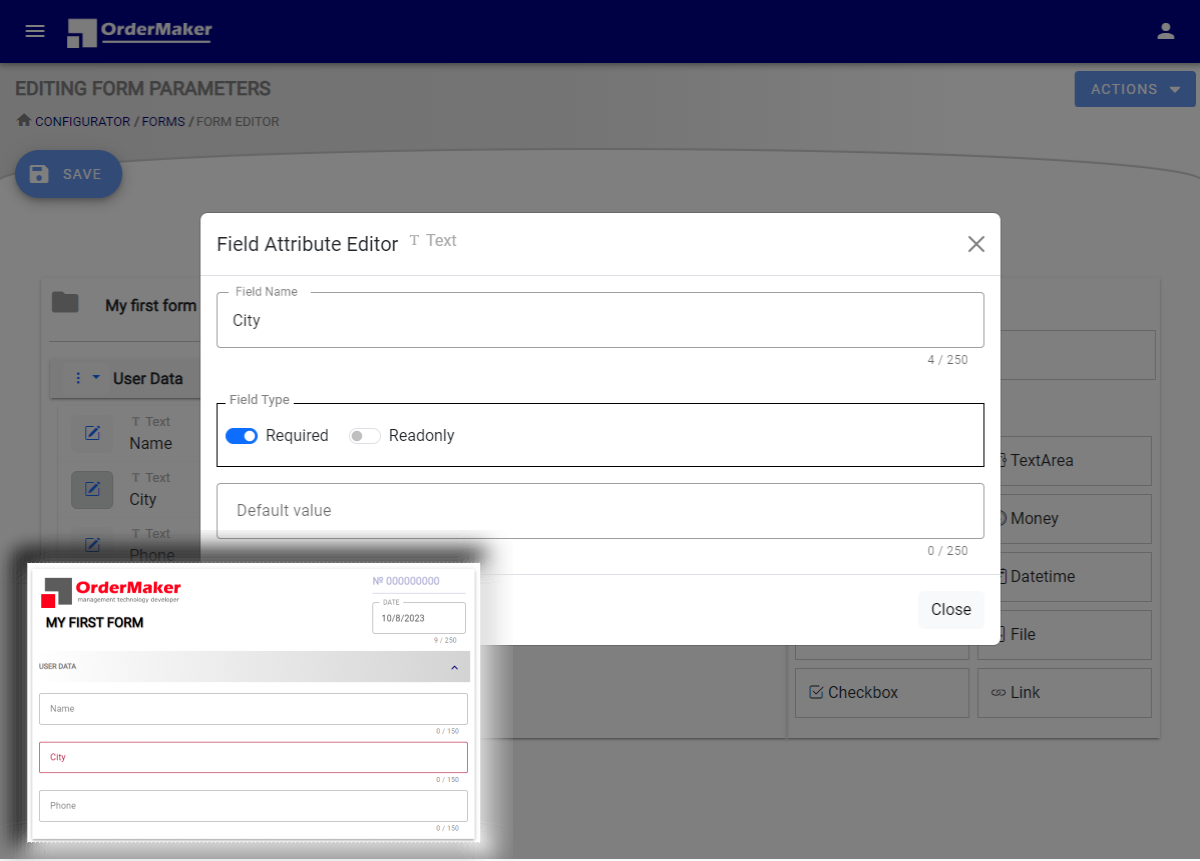 OrderMaker
EDITING FORM PARAMETERS
ACTIONS
CONFIGURATOR / FORMS / FORM EDITOR
SAVE
Field Attribute Editor T Text
Field Name
City
4 / 250
Field Type
Required Readonly
Default value
0 / 250
Close
My first form
User Data
T Text
Name
T Text
City
T Text
Phone
TextArea
Money
Datetime
File
Checkbox
Link
OrderMaker
management technology developer
MY FIRST FORM
№ 000000000
DATE
10/8/2023
9 / 250
USER DATA
Name
0 / 150
City
0 / 150
Phone
0 / 150